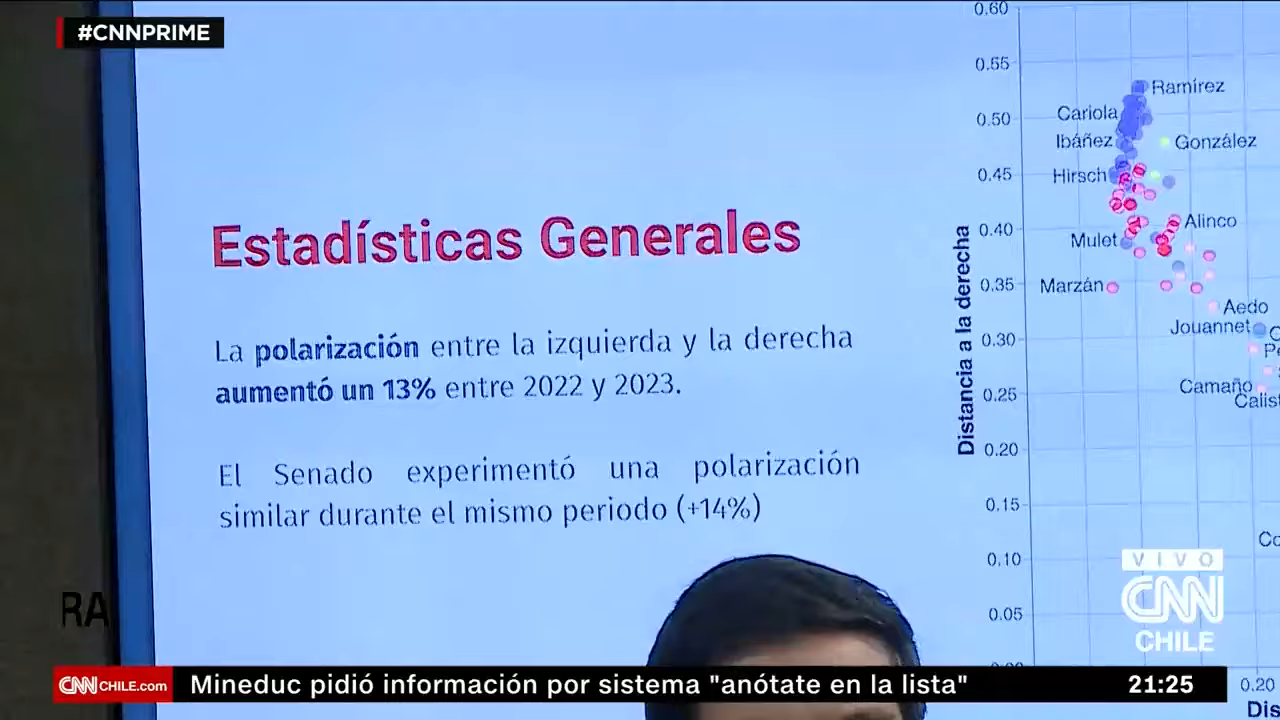 #CNNPRIME
Estadísticas Generales
La polarización entre la izquierda y la derecha
aumentó un 13% entre 2022 y 2023.
El Senado experimentó una polarización
similar durante el mismo periodo (+14%)
Distancia a la derecha
0.60
0.55
0.50
0.45
0.40
0.35
0.30
0.25
0.20
0.15
0.10
0.05
Ramírez
Cariola
Ibáñez
González
Hirsch
Alinco
Mulet
Marzán
Aedo
Jouannet
Camaño
Calis
Co
0.20
Dis
RA
VIVO
CNN
CHILE
CNNCHILE.com
Mineduc pidió información por sistema "anótate en la lista"
21:25